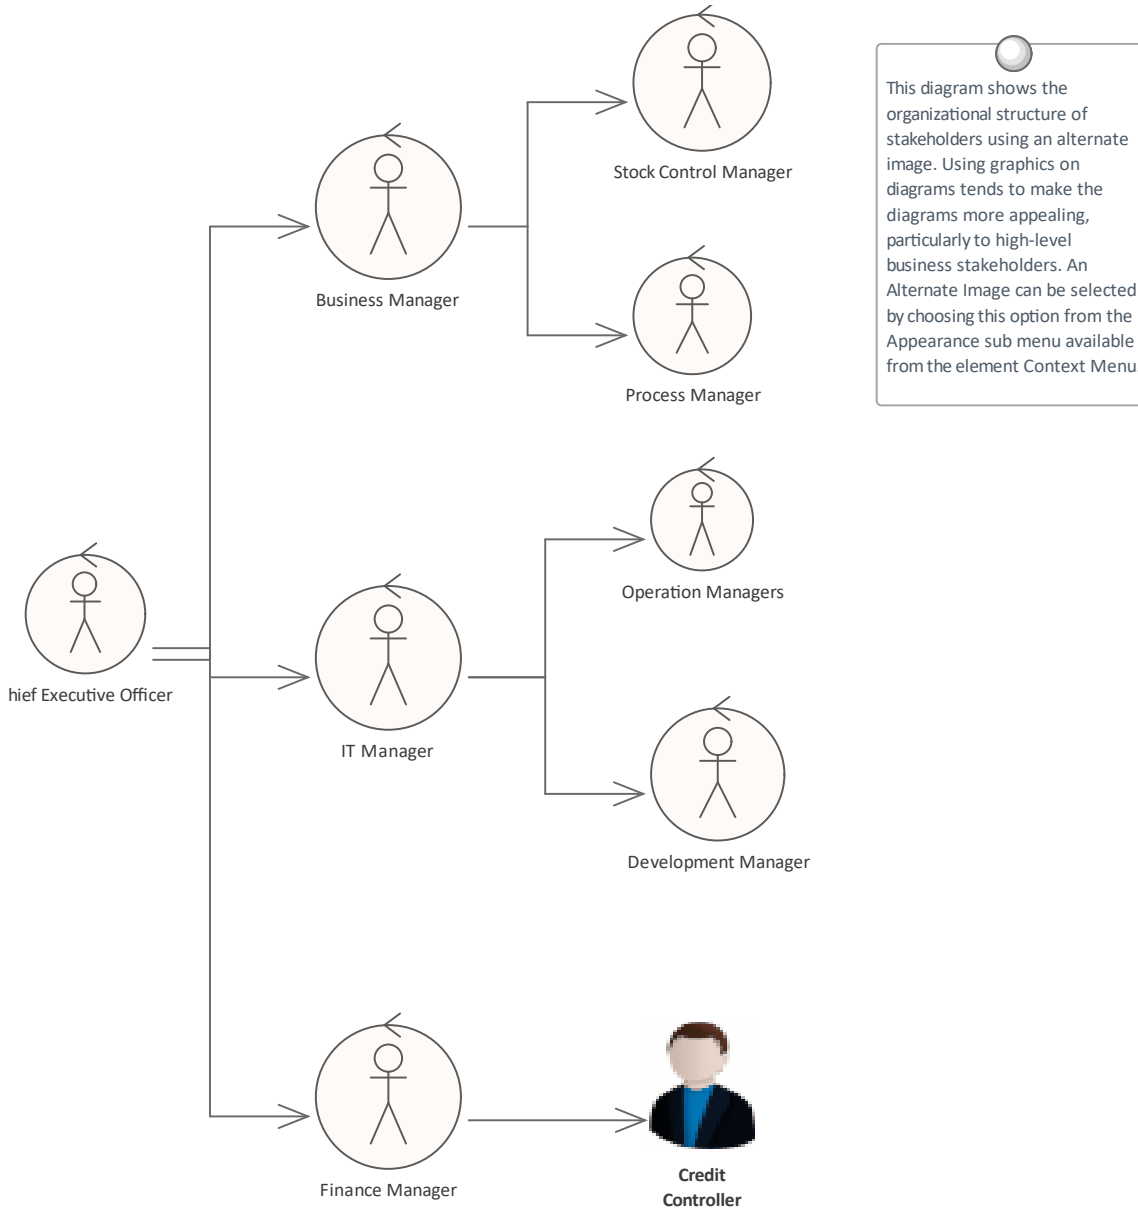 Stock Control Manager
This diagram shows the
organizational structure of
stakeholders using an alternate
image. Using graphics on
diagrams tends to make the
diagrams more appealing,
particularly to high-level
business stakeholders. An
Alternate Image can be selected
by choosing this option from the
Appearance sub menu available
from the element Context Menu.
Business Manager
Process Manager
Operation Managers
hief Executive Officer
IT Manager
Development Manager
Finance Manager
Credit
Controller